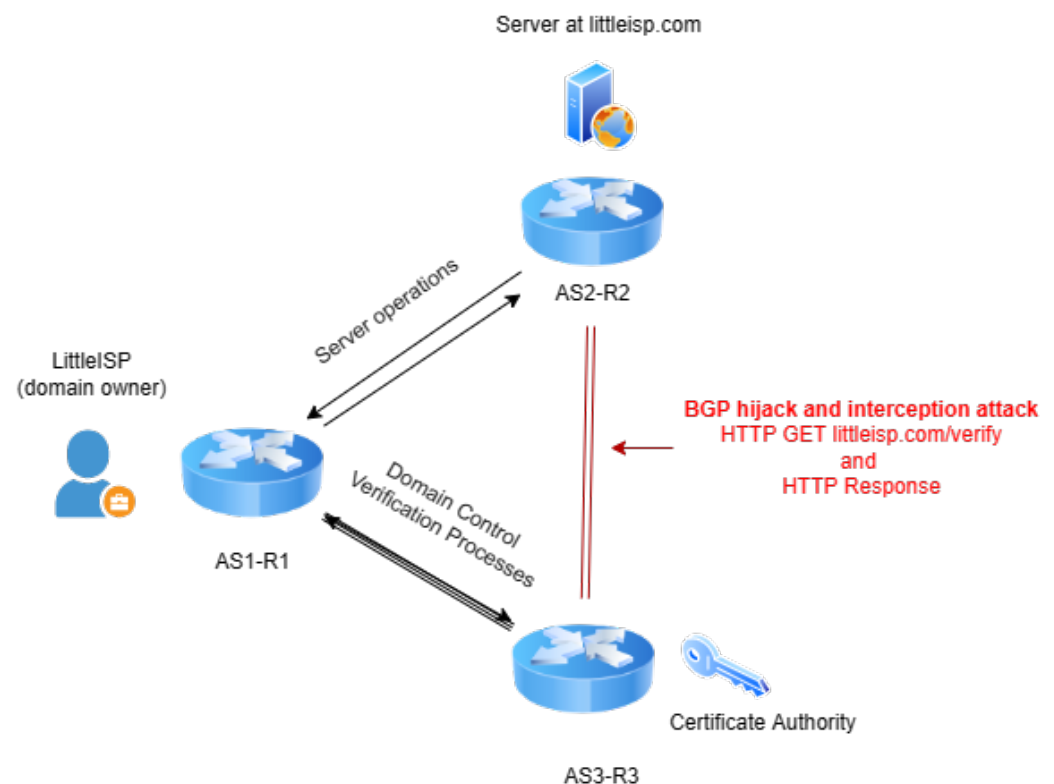 Server at littleisp.com
AS2-R2
Server operations
LittleISP
(domain owner)
BGP hijack and interception attack
HTTP GET littleisp.com/verify
and
HTTP Response
Domain Control
Verification Processes
AS1-R1
Certificate Authority
AS3-R3